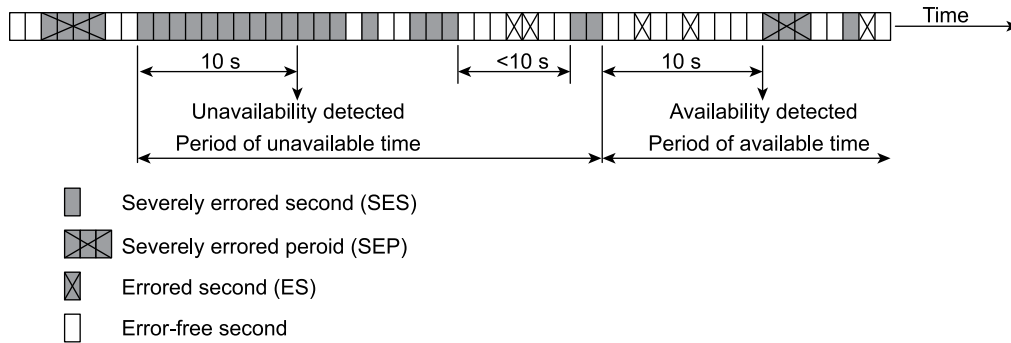 Time
10 s
<10 s
10 s
Unavailability detected
Availability detected
Period of unavailable time
Period of available time
Severely errored second (SES)
Severely errored peroid (SEP)
Errored second (ES)
Error-free second